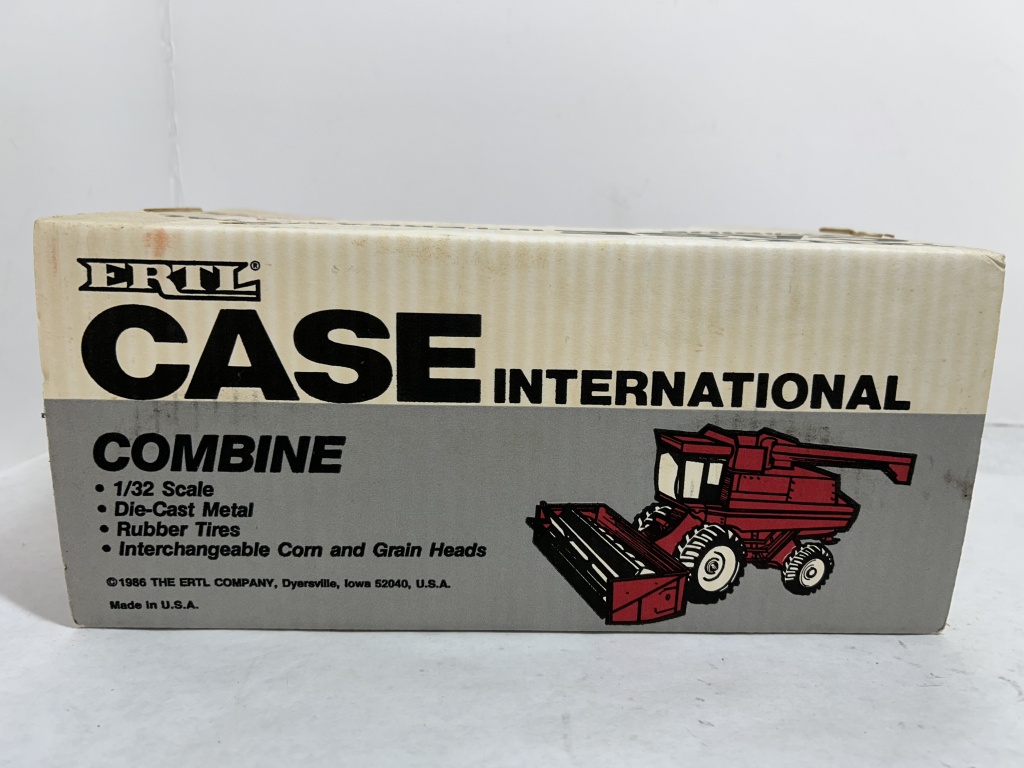 ERTL®
CASE INTERNATIONAL
COMBINE
• 1/32 Scale
• Die-Cast Metal
• Rubber Tires
• Interchangeable Corn and Grain Heads
©1986 THE ERTL COMPANY, Dyersville, Iowa 52040, U.S.A.
Made in U.S.A.